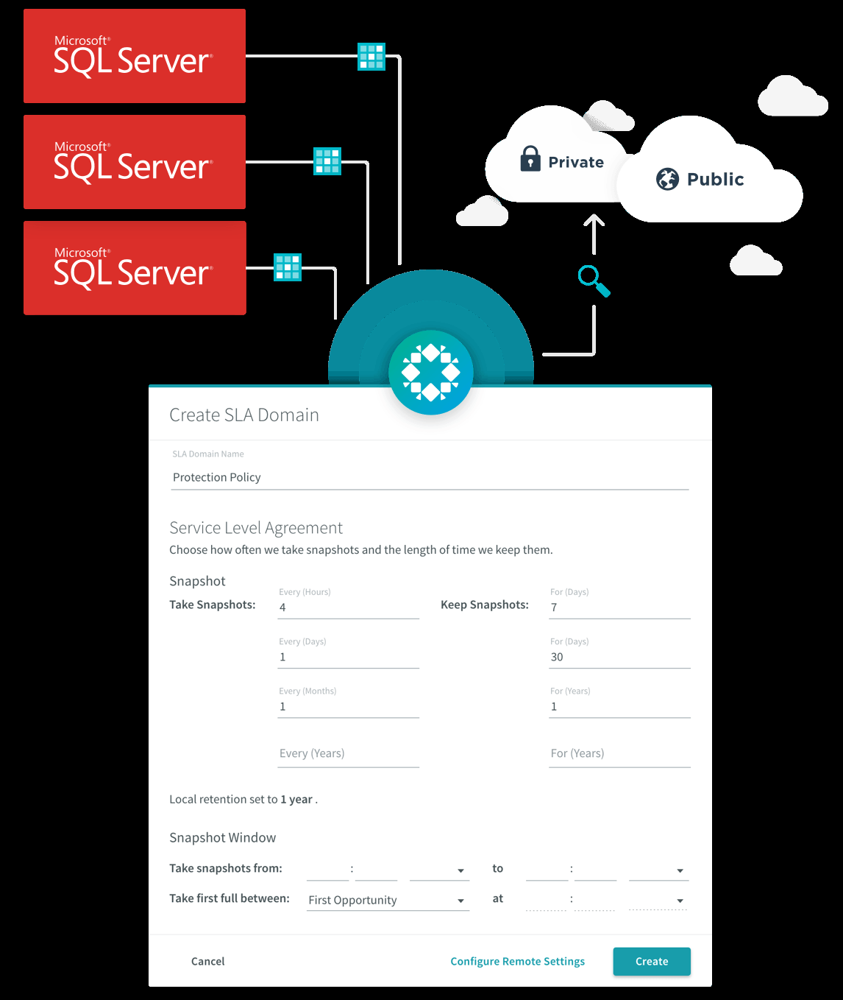 Microsoft®
SQL Server®
Microsoft®
SQL Server®
Microsoft®
SQL Server®
Private
Public
Create SLA Domain
SLA Domain Name
Protection Policy
Service Level Agreement
Choose how often we take snapshots and the length of time we keep them.
Snapshot
Every (Hours) For (Days)
Take Snapshots: 4 Keep Snapshots: 7
Every (Days) For (Days)
1 30
Every (Months) For (Years)
1 1
Every (Years) For (Years)
Local retention set to 1 year .
Snapshot Window
Take snapshots from: : to :
Take first full between: First Opportunity at :
Cancel Configure Remote Settings Create